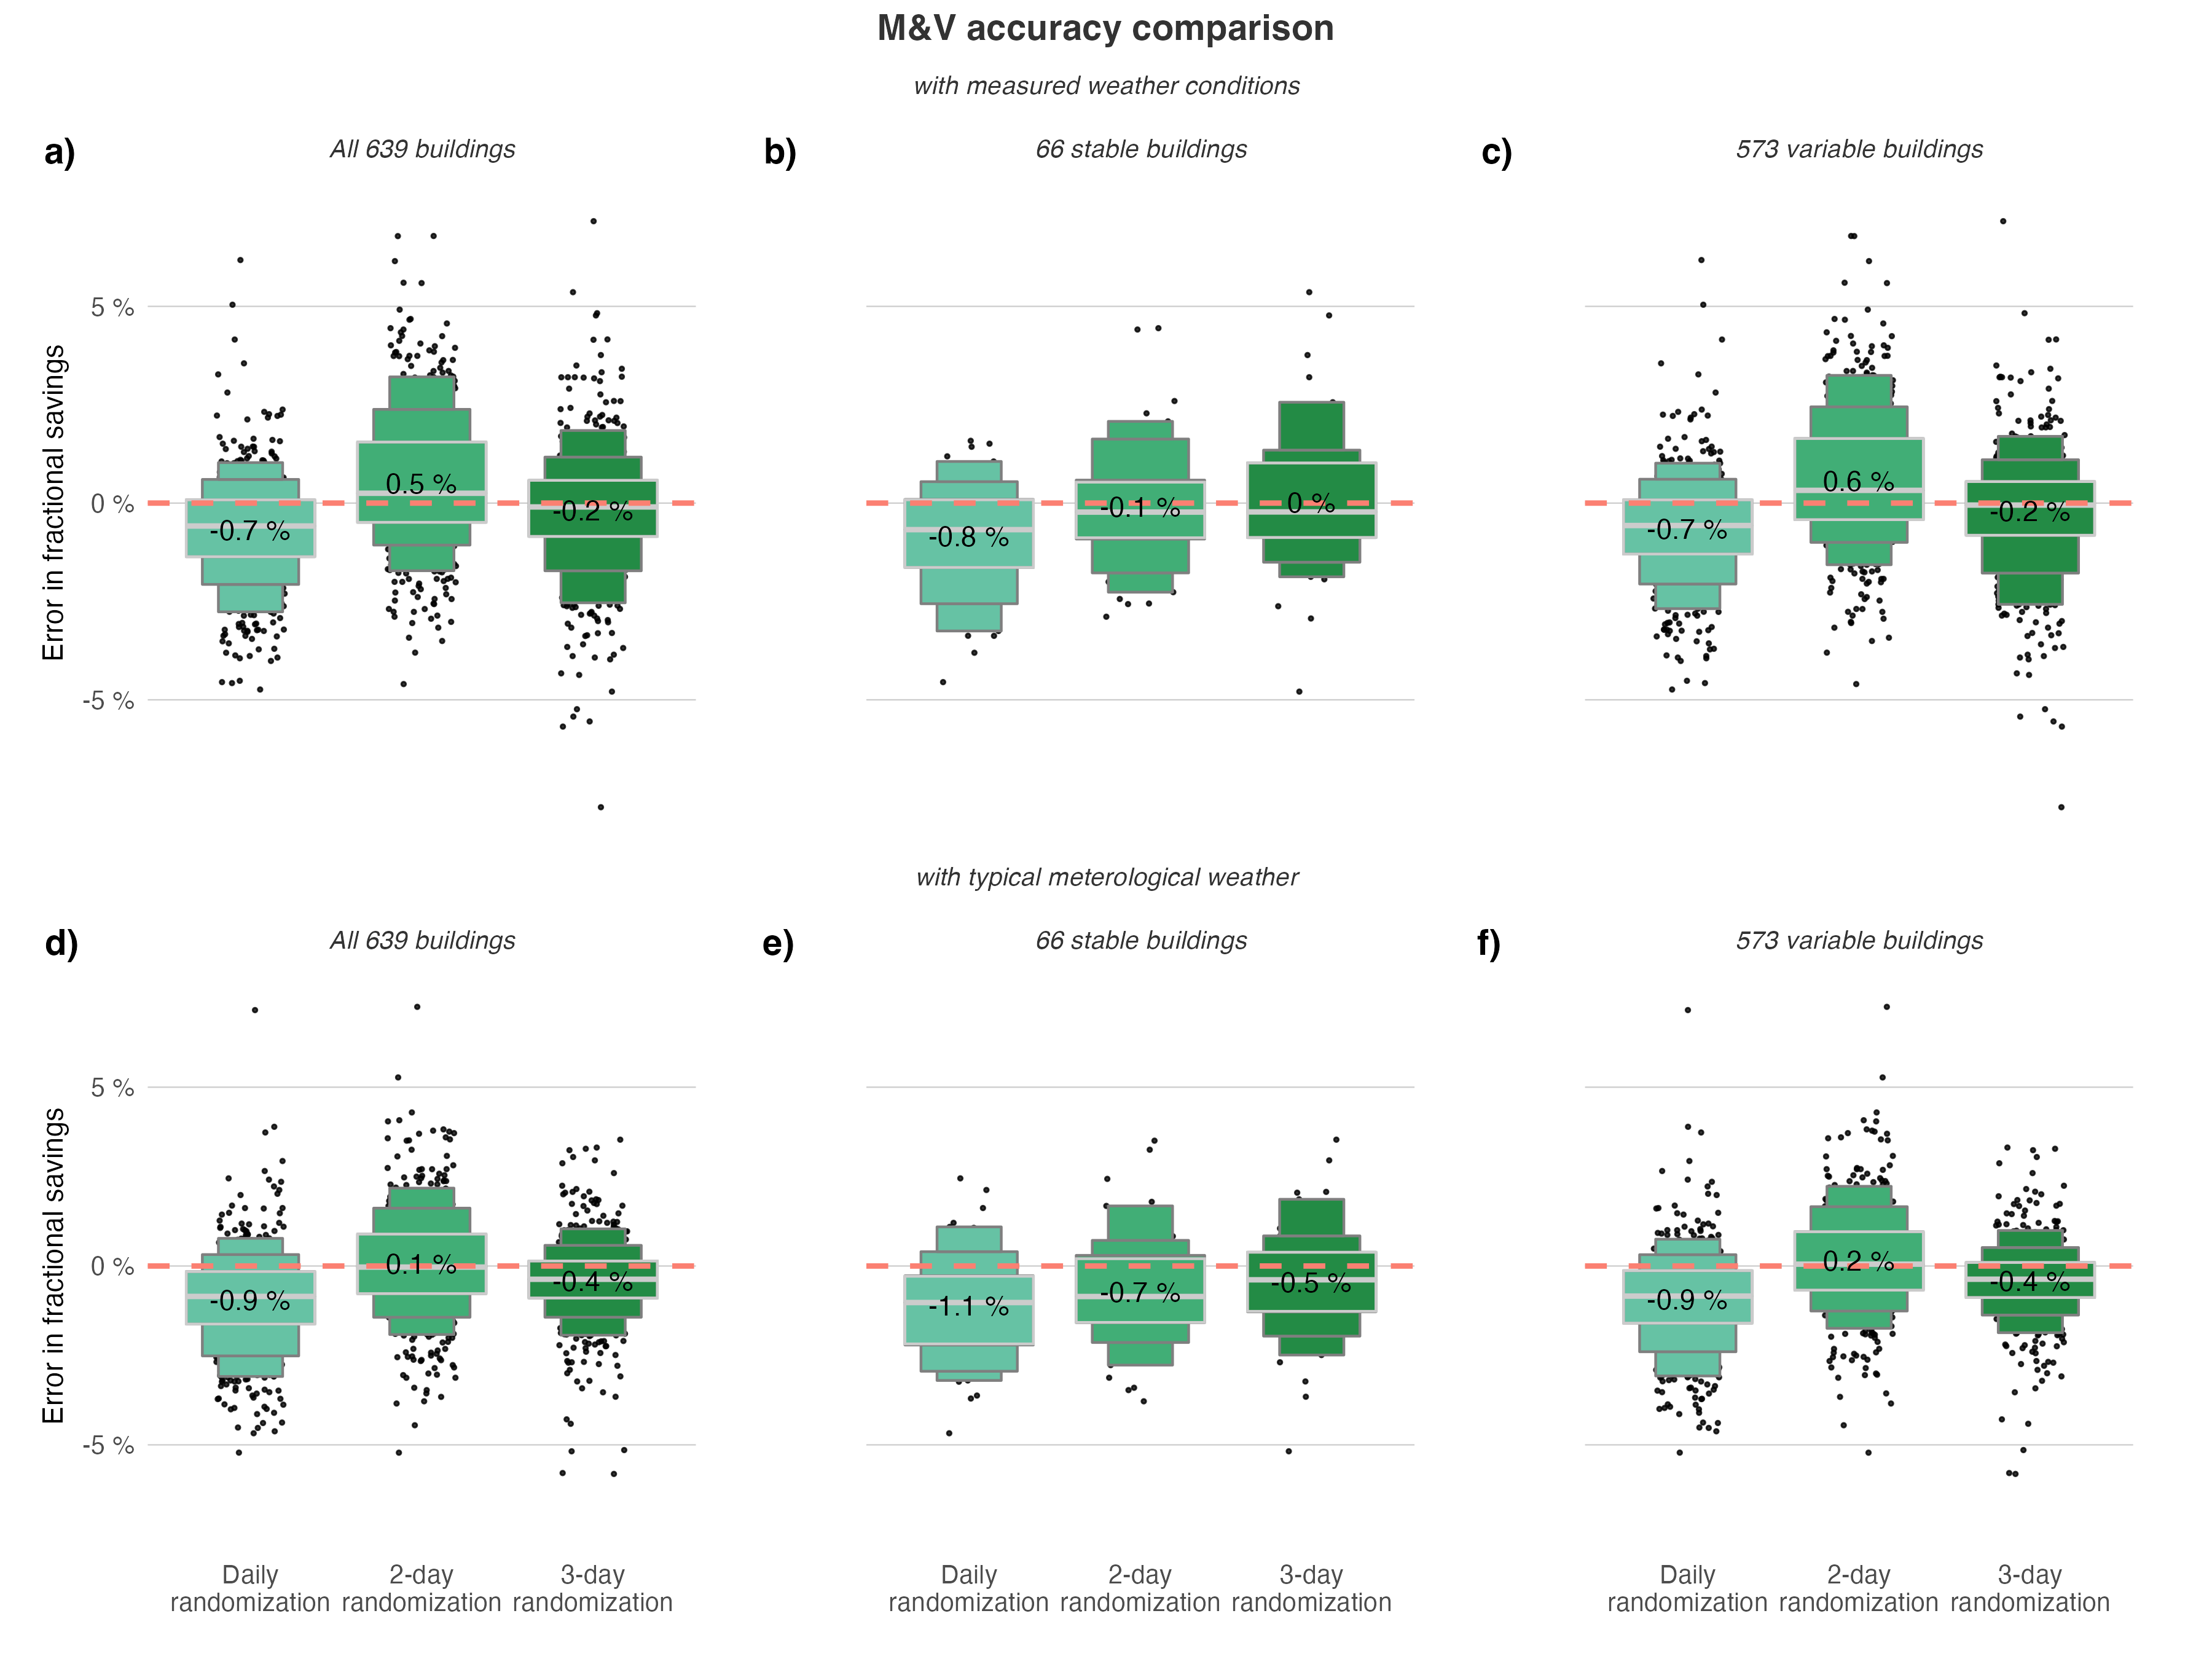 M&V accuracy comparison
with measured weather conditions
a)
All 639 buildings
b)
66 stable buildings
c)
573 variable buildings
Error in fractional savings
5 %
0 %
-5 %
-0.7 %
0.5 %
-0.2 %
-0.8 %
-0.1 %
0 %
-0.7 %
0.6 %
-0.2 %
with typical meterological weather
d)
All 639 buildings
e)
66 stable buildings
f)
573 variable buildings
Error in fractional savings
5 %
0 %
-5 %
-0.9 %
0.1 %
-0.4 %
-1.1 %
-0.7 %
-0.5 %
-0.9 %
0.2 %
-0.4 %
Daily
randomization
2-day
randomization
3-day
randomization
Daily
randomization
2-day
randomization
3-day
randomization
Daily
randomization
2-day
randomization
3-day
randomization